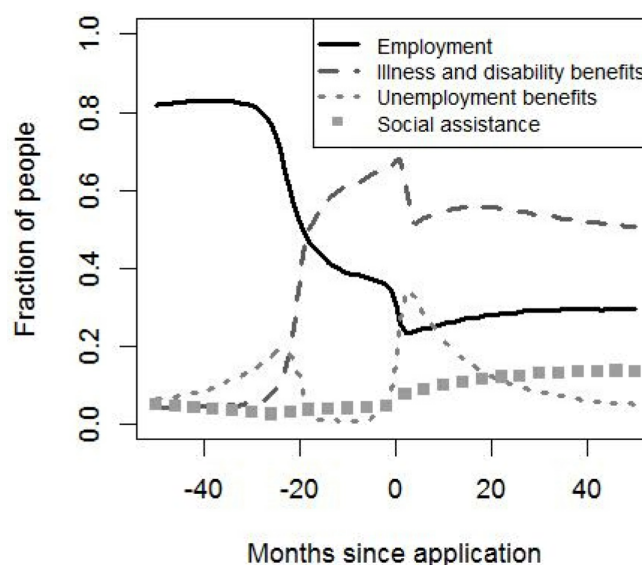 1.0
0.8
0.6
0.4
0.2
0.0
Fraction of people
Employment
Illness and disability benefits
Unemployment benefits
Social assistance
-40 -20 0 20 40
Months since application